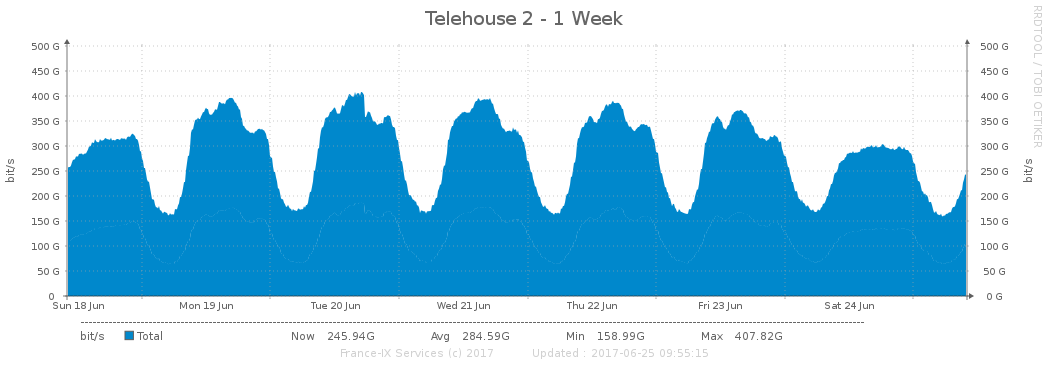 Telehouse 2 - 1 Week
RRDTOOL / TOBI OETIKER
500 G 500 G
450 G 450 G
400 G 400 G
350 G 350 G
300 G 300 G
250 G 250 G
200 G 200 G
150 G 150 G
100 G 100 G
50 G 50 G
0 0 G
bit/s bit/s
Sun 18 Jun Mon 19 Jun Tue 20 Jun Wed 21 Jun Thu 22 Jun Fri 23 Jun Sat 24 Jun
bit/s Total Now 245.94G Avg 284.59G Min 158.99G Max 407.82G
France-IX Services (c) 2017 Updated : 2017-06-25 09:55:15